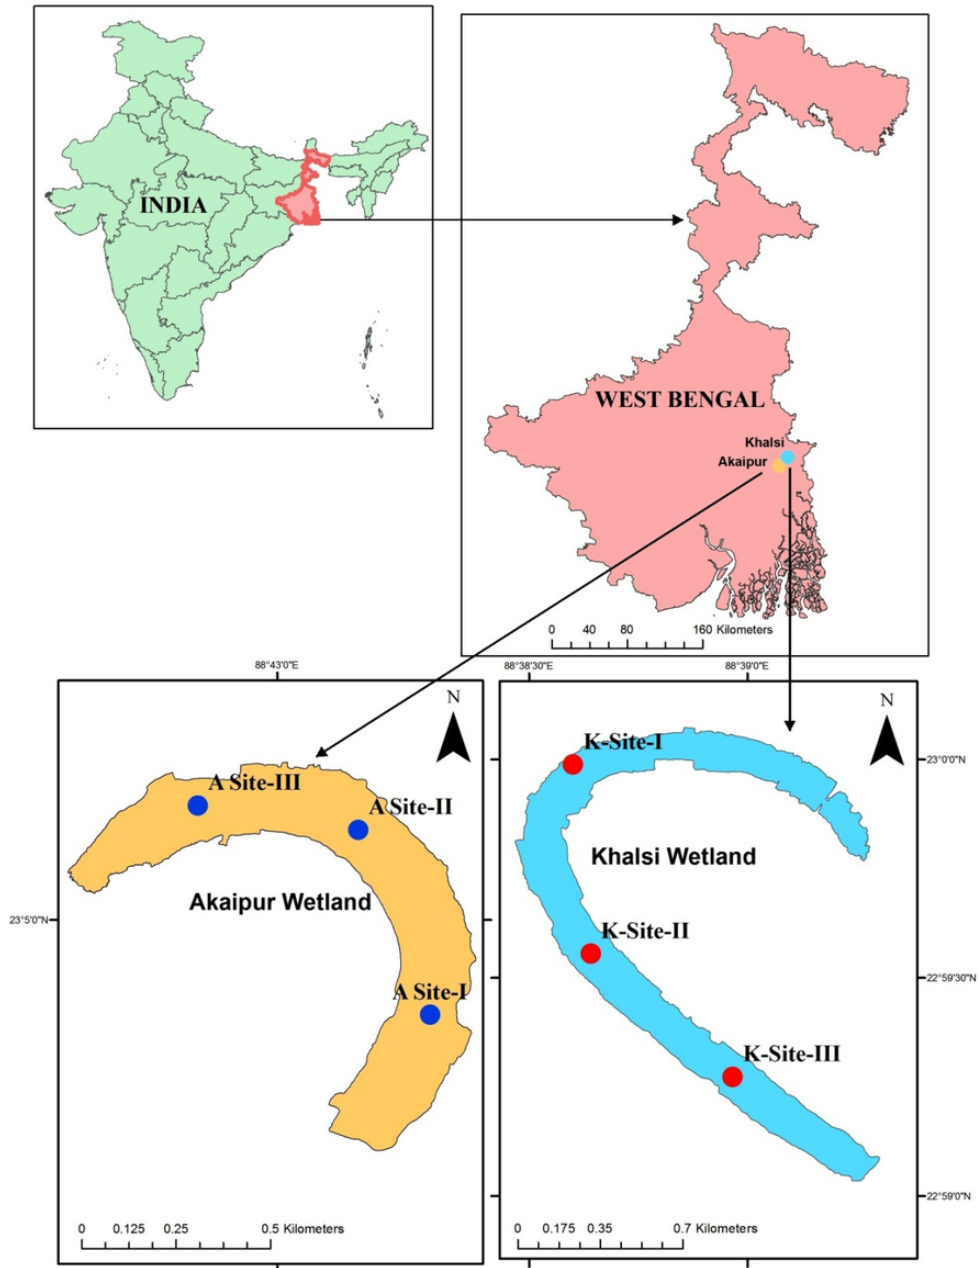 INDIA
WEST BENGAL
Khalsi
Akaipur
0 40 80 160 Kilometers
88°43'0"E
88°38'30"E 88°39'0"E
N
N
K-Site-I
23°0'0"N
A Site-III
A Site-II
Khalsi Wetland
Akaipur Wetland
23°5'0"N
K-Site-II
22°59'30"N
A Site-I
K-Site-III
22°59'0"N
0 0.125 0.25 0.5 Kilometers
0 0.175 0.35 0.7 Kilometers